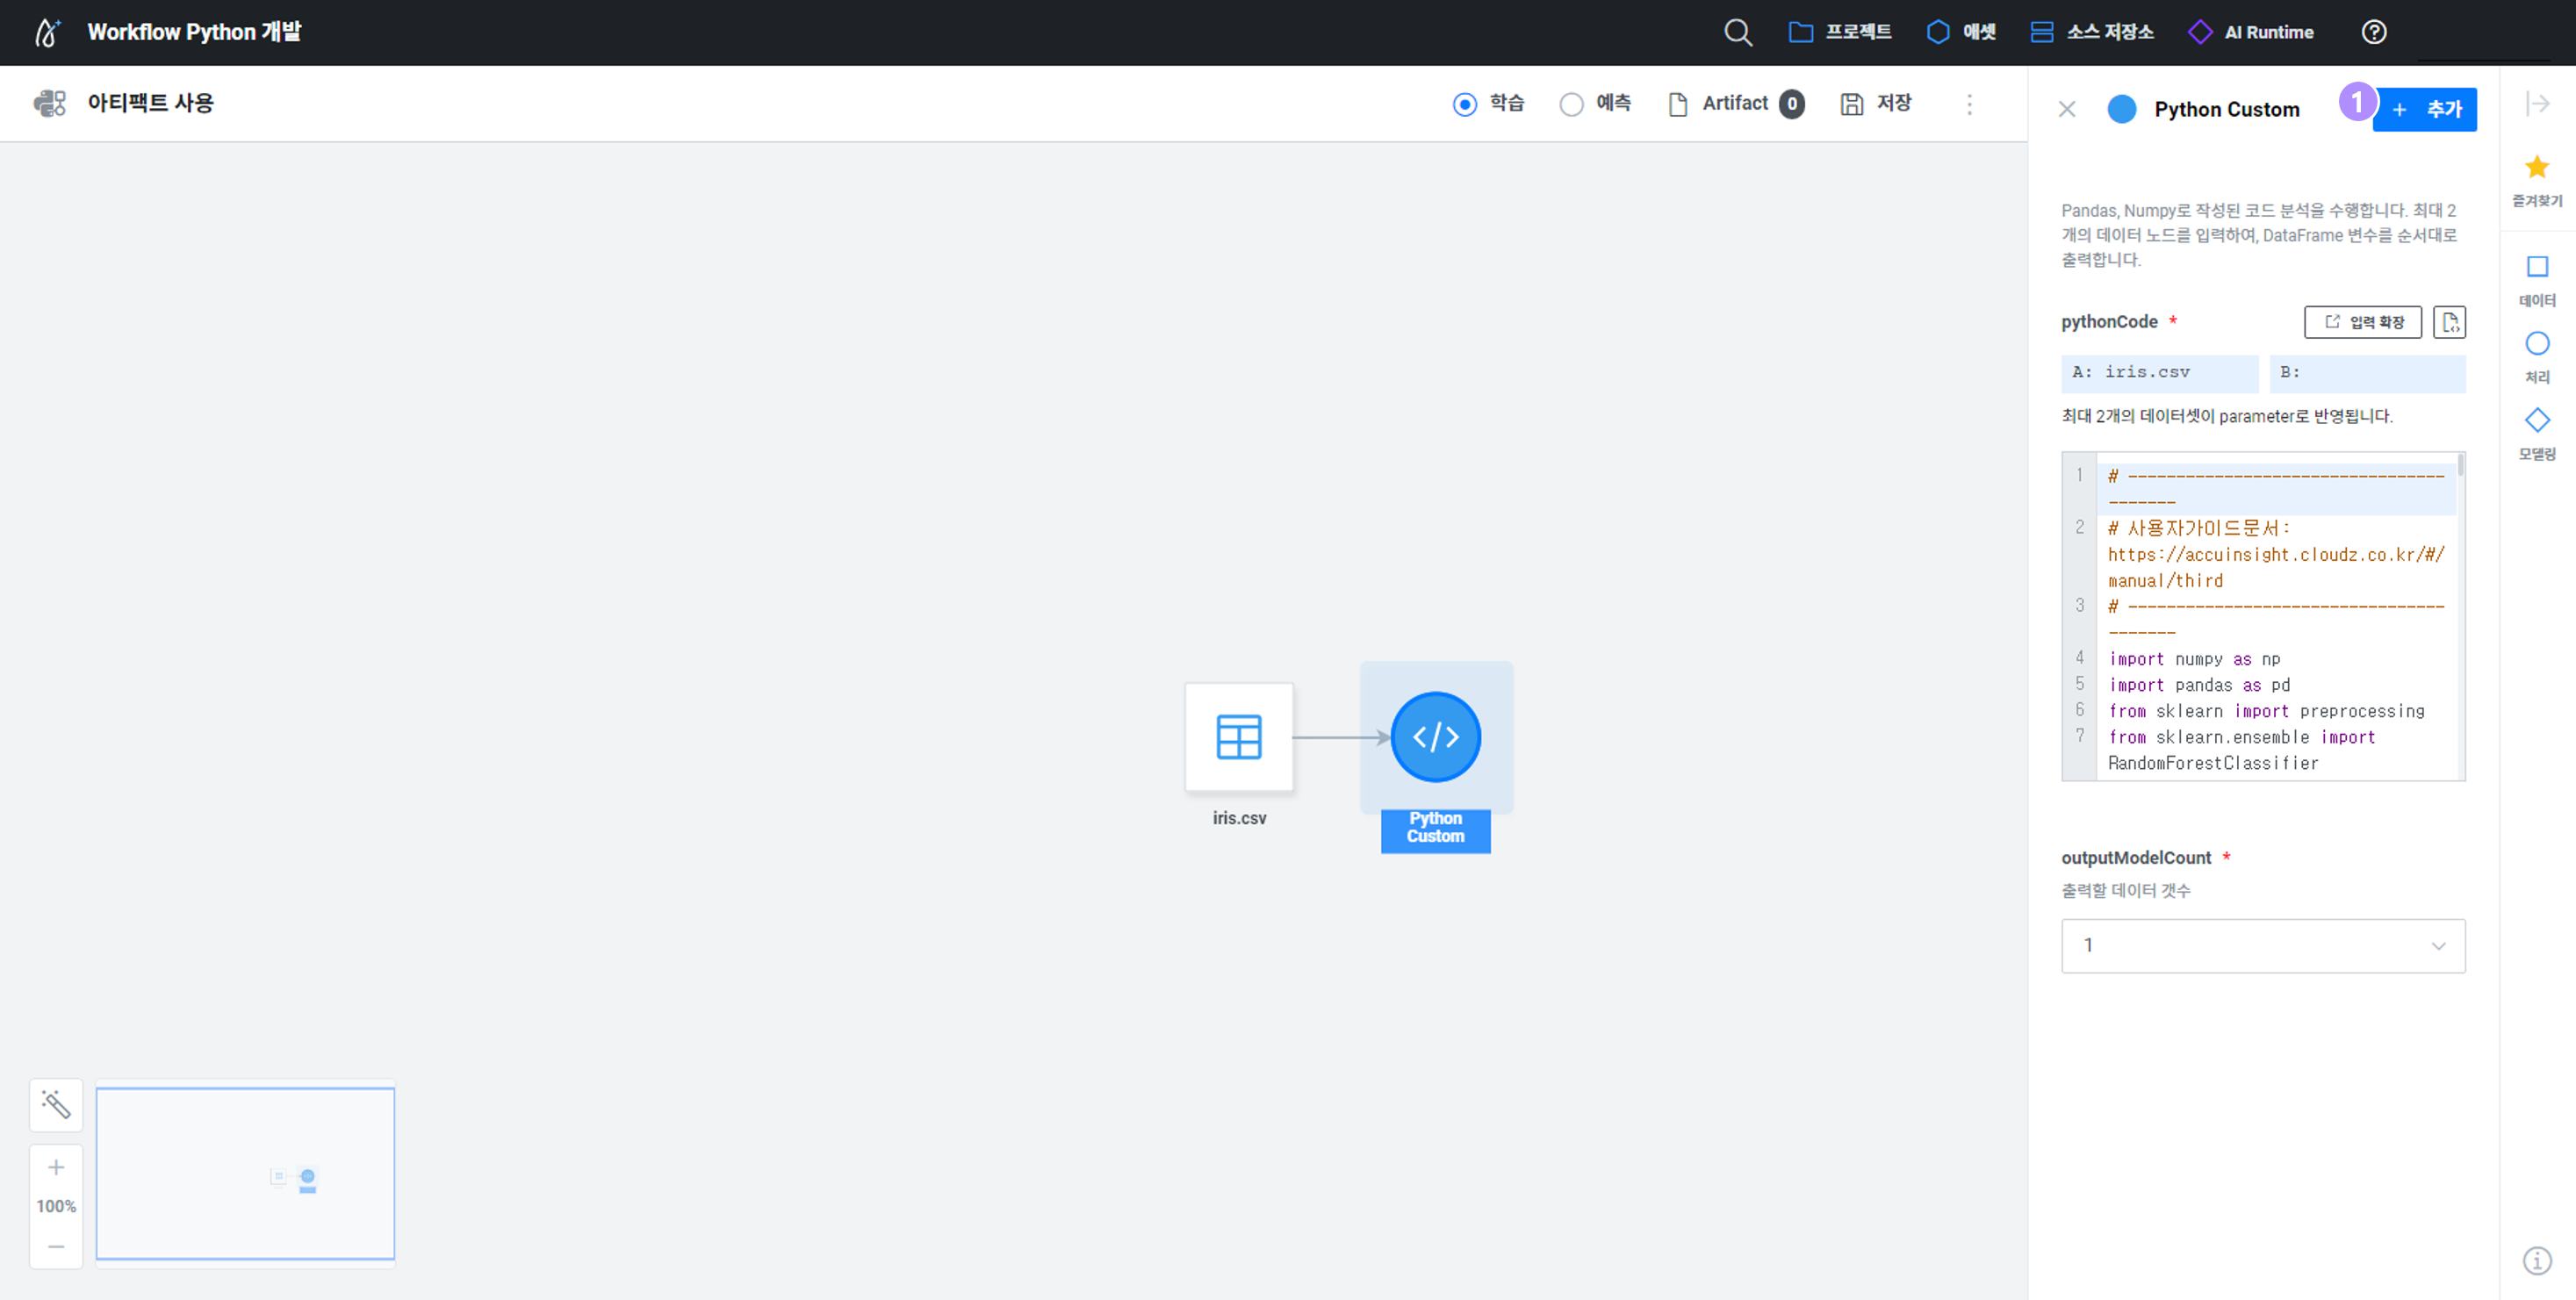 Workflow Python 개발
프로젝트
애셋
소스 저장소
AI Runtime
아티팩트 사용
학습
예측
Artifact 0
저장
Python Custom
1
+ 추가
즐겨찾기
데이터
처리
모델링
Pandas, Numpy로 작성된 코드 분석을 수행합니다. 최대 2
개의 데이터 노드를 입력하여, DataFrame 변수를 순서대로
출력합니다.
pythonCode *
입력 확장
A: iris.csv
B:
최대 2개의 데이터셋이 parameter로 반영됩니다.
1 # ---------------------------------
-------
2 # 사용자가이드문서:
https://accuinsight.cloudz.co.kr/#/
manual/third
3 # ---------------------------------
-------
4 import numpy as np
5 import pandas as pd
6 from sklearn import preprocessing
7 from sklearn.ensemble import
RandomForestClassifier
outputModelCount *
출력할 데이터 갯수
1
iris.csv
Python
Custom
100%